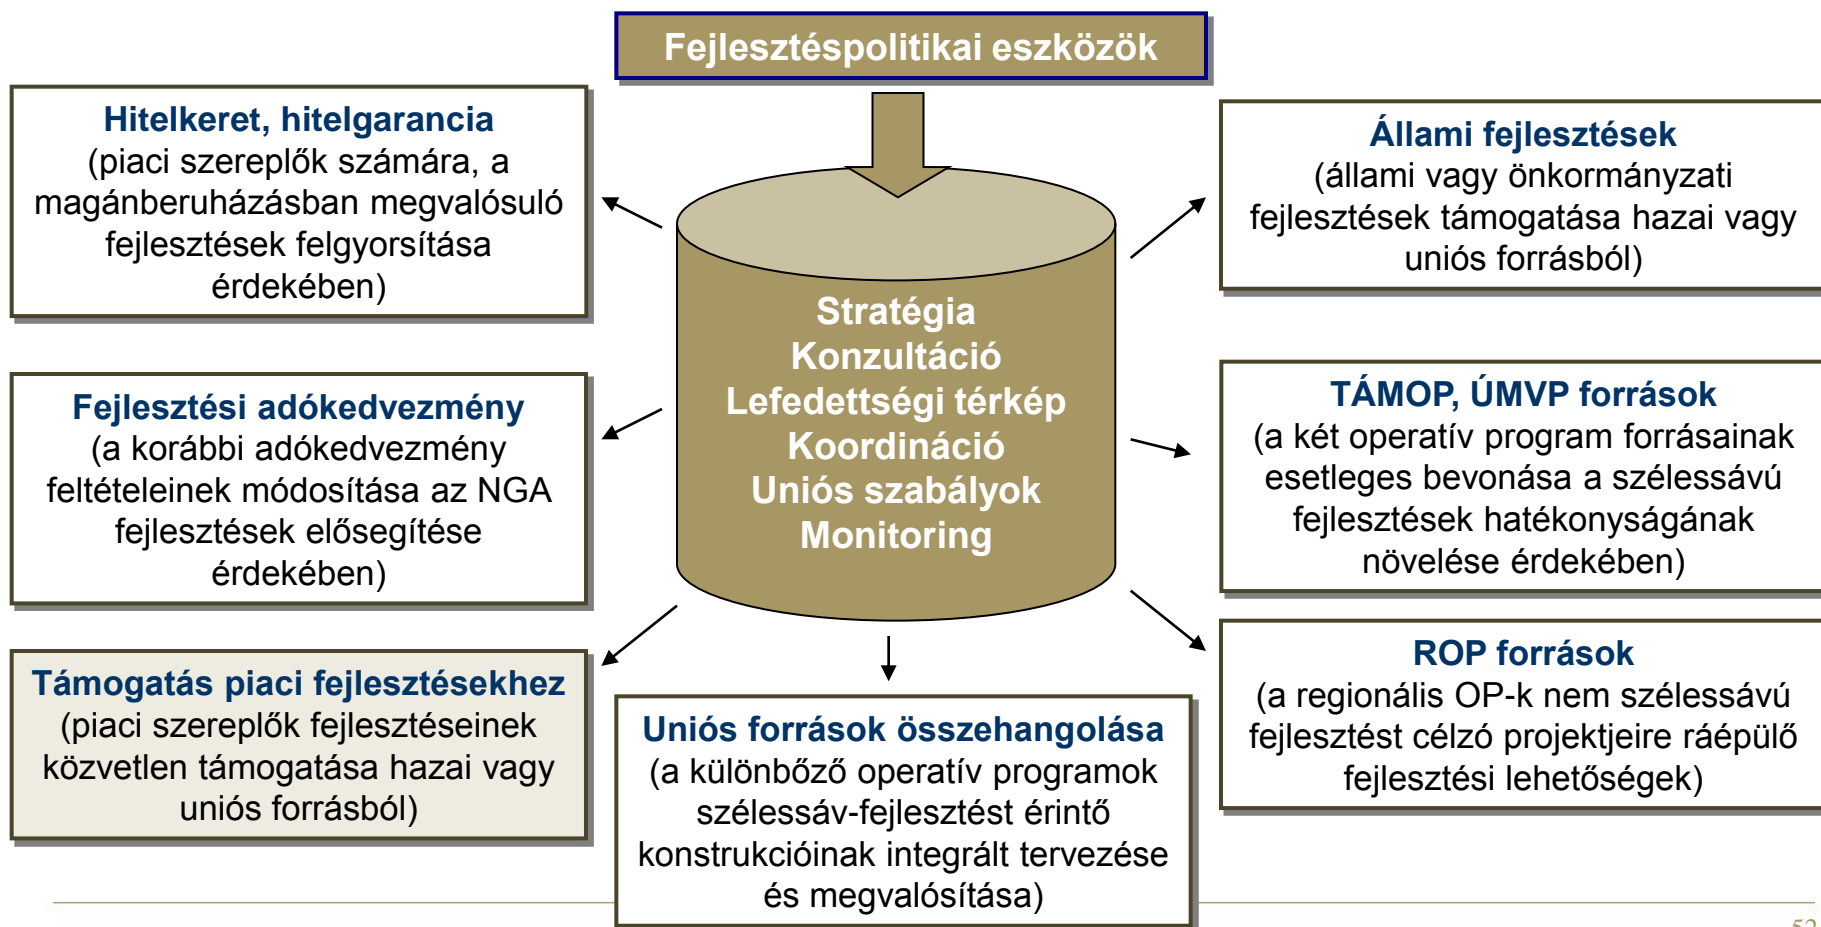 Fejlesztéspolitikai eszközök
Hitelkeret, hitelgarancia
(piaci szereplők számára, a
magánberuházásban megvalósuló
fejlesztések felgyorsítása
érdekében)
Fejlesztési adókedvezmény
(a korábbi adókedvezmény
feltételeinek módosítása az NGA
fejlesztések elősegítése
érdekében)
Támogatás piaci fejlesztésekhez
(piaci szereplők fejlesztéseinek
közvetlen támogatása hazai vagy
uniós forrásból)
Stratégia
Konzultáció
Lefedettségi térkép
Koordináció
Uniós szabályok
Monitoring
Uniós források összehangolása
(a különbőző operatív programok
szélessáv-fejlesztést érintő
konstrukcióinak integrált tervezése
és megvalósítása)
Állami fejlesztések
(állami vagy önkormányzati
fejlesztések támogatása hazai vagy
uniós forrásból)
TÁMOP, ÚMVP források
(a két operatív program forrásainak
esetleges bevonása a szélessávú
fejlesztések hatékonyságának
növelése érdekében)
ROP források
(a regionális OP-k nem szélessávú
fejlesztést célzó projektjeire ráépülő
fejlesztési lehetőségek)
52